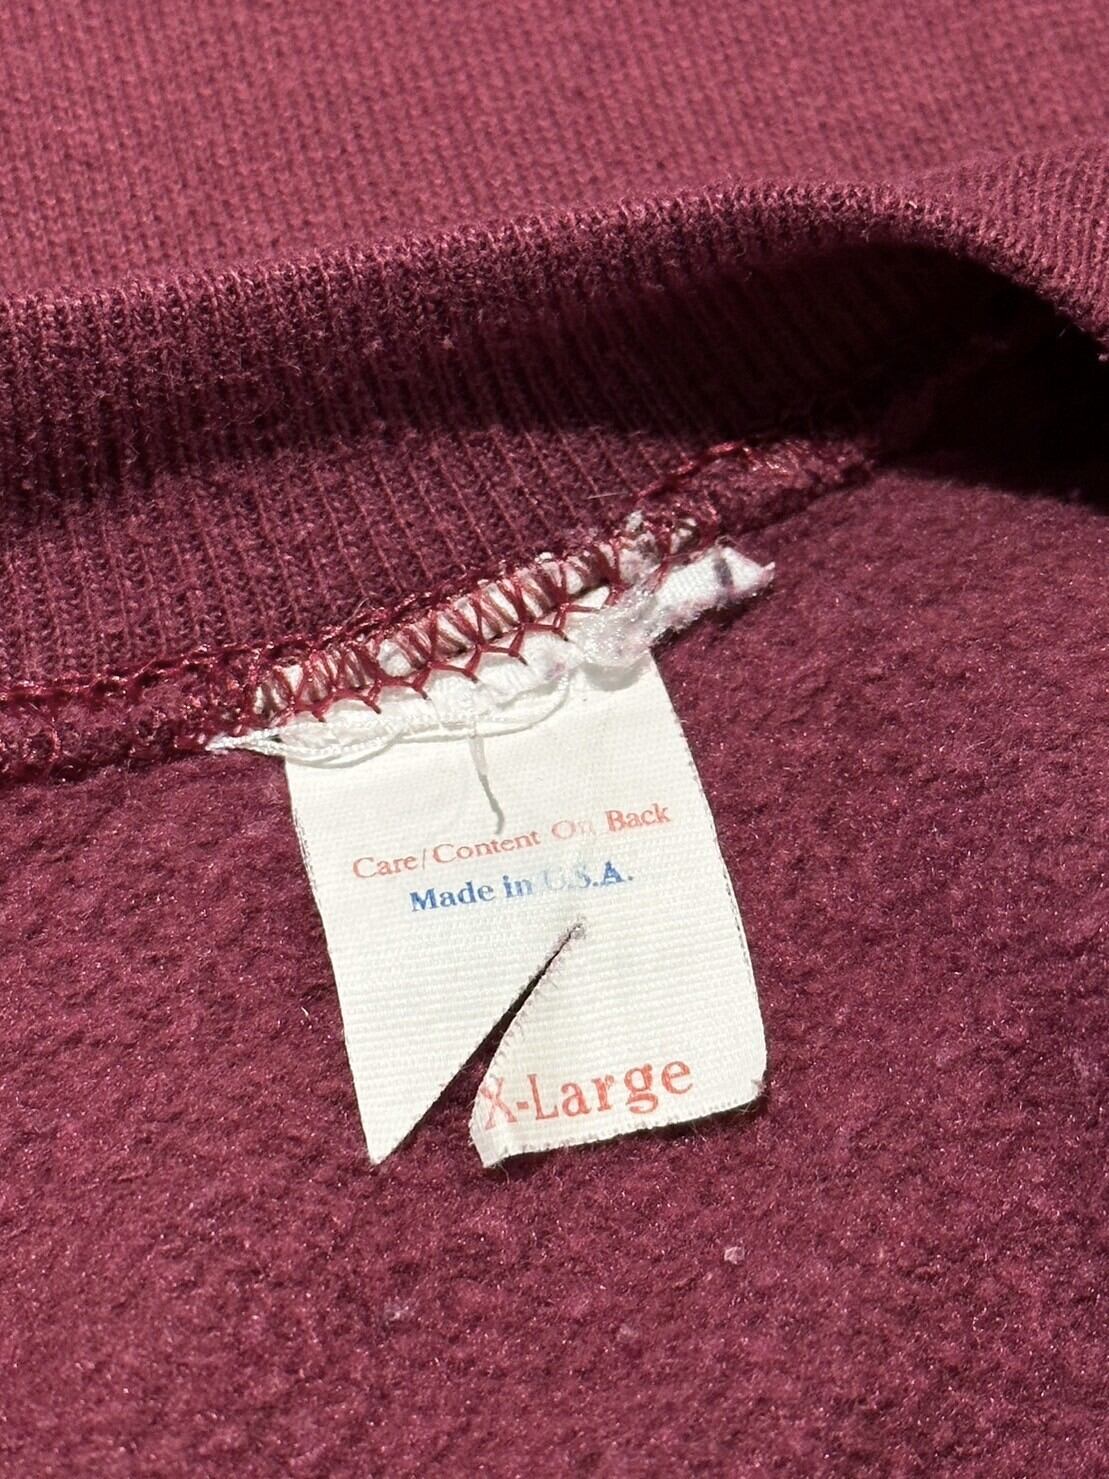 Care/Content On Back
Made in U.S.A.
X-Large